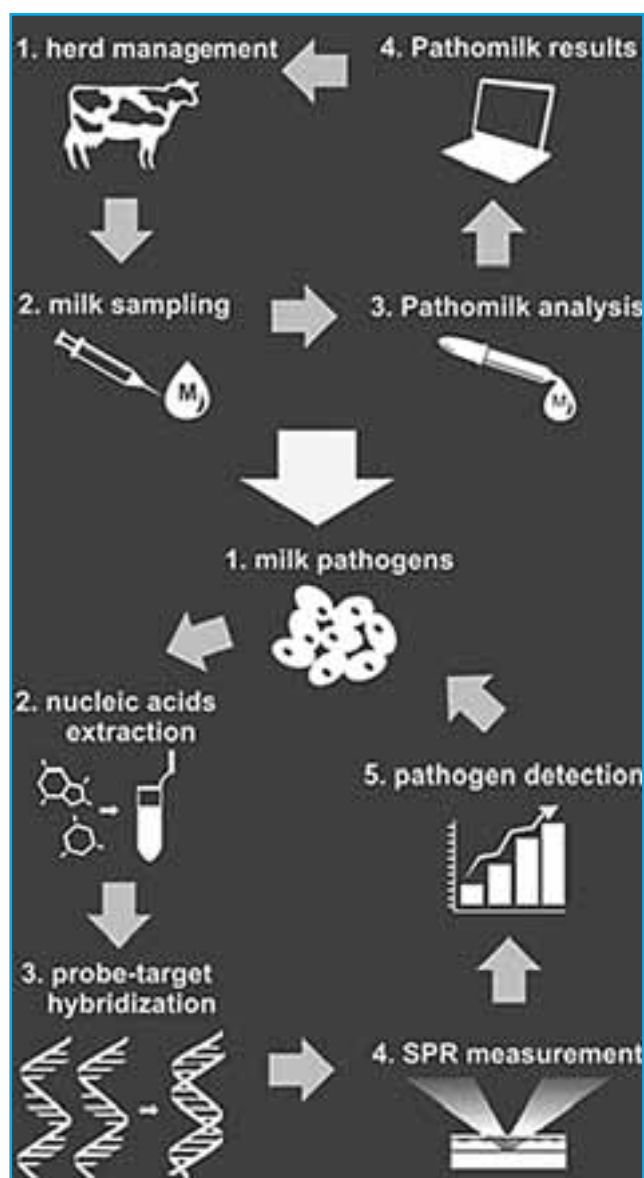 1. herd management
4. Pathomilk results
2. milk sampling
3. Pathomilk analysis
M
M
1. milk pathogens
2. nucleic acids
extraction
5. pathogen detection
3. probe-target
hybridization
4. SPR measurement